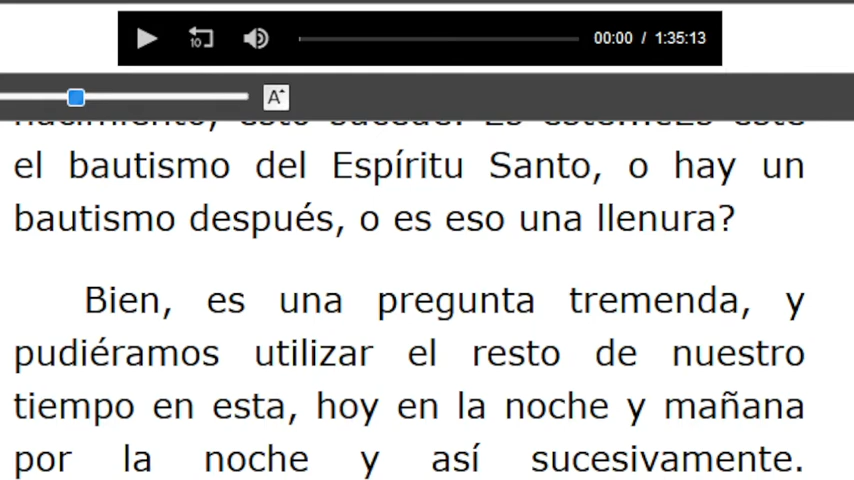 10
00:00 / 1:35:13
A
el bautismo del Espíritu Santo, o hay un
bautismo después, o es eso una llenura?
Bien, es una pregunta tremenda, y
pudiéramos utilizar el resto de nuestro
tiempo en esta, hoy en la noche y mañana
por la noche y así sucesivamente.